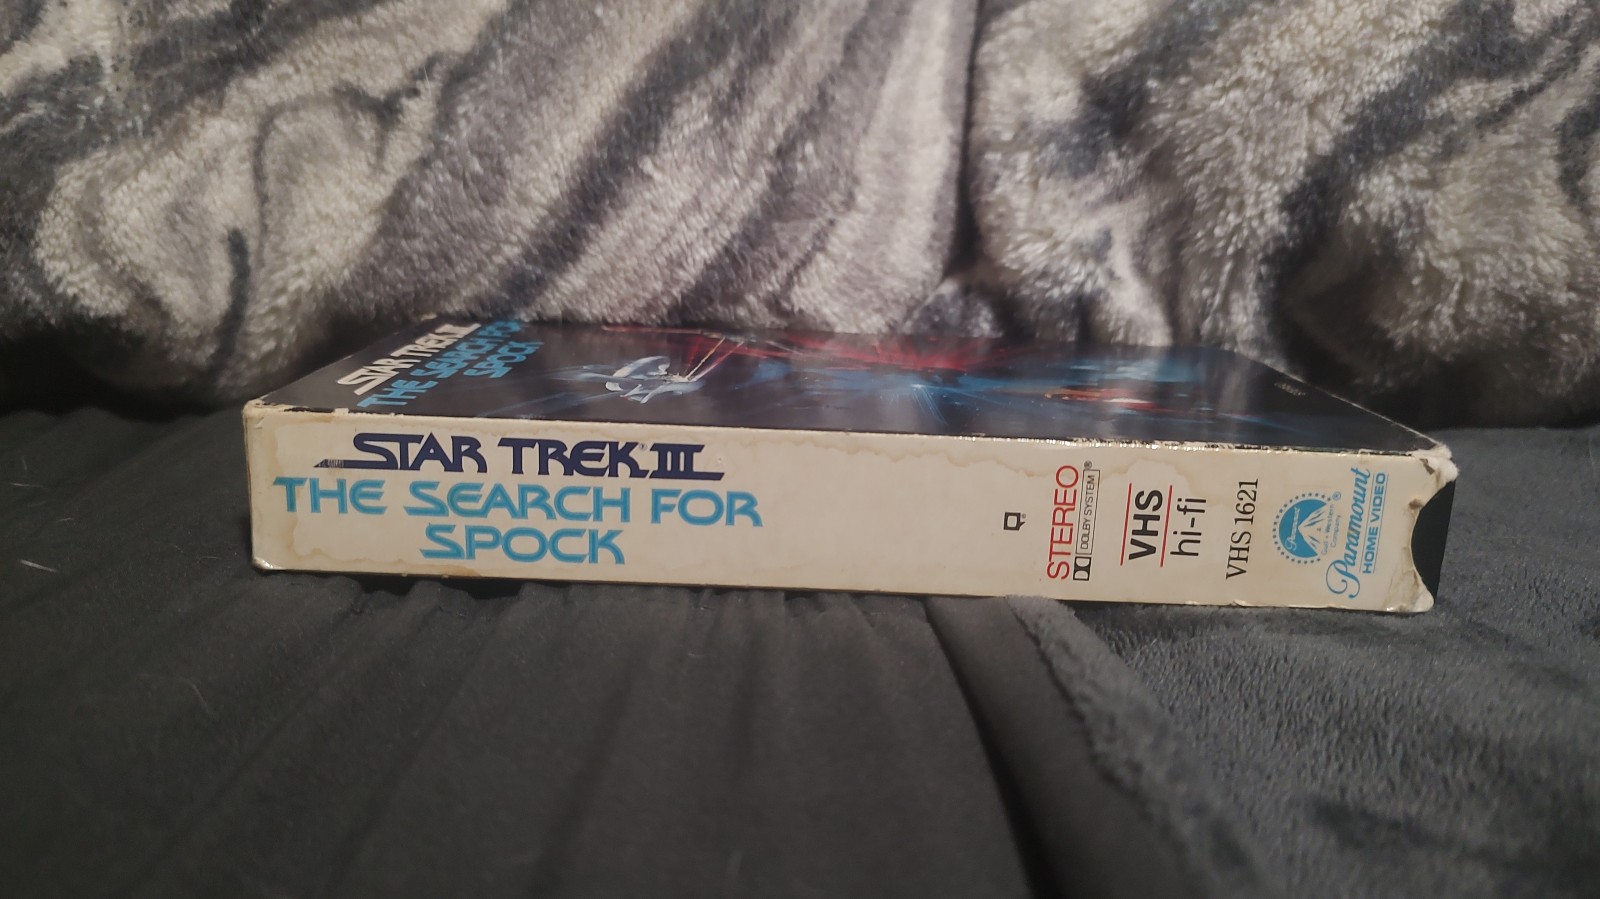 STAR TREK III
THE SEARCH FOR
SPOCK
STAR TREK® III
THE SEARCH FOR
SPOCK
STEREO
DOLBY SYSTEM®
VHS
hi-fi
VHS 1621
Paramount
®
Paramount
HOME VIDEO